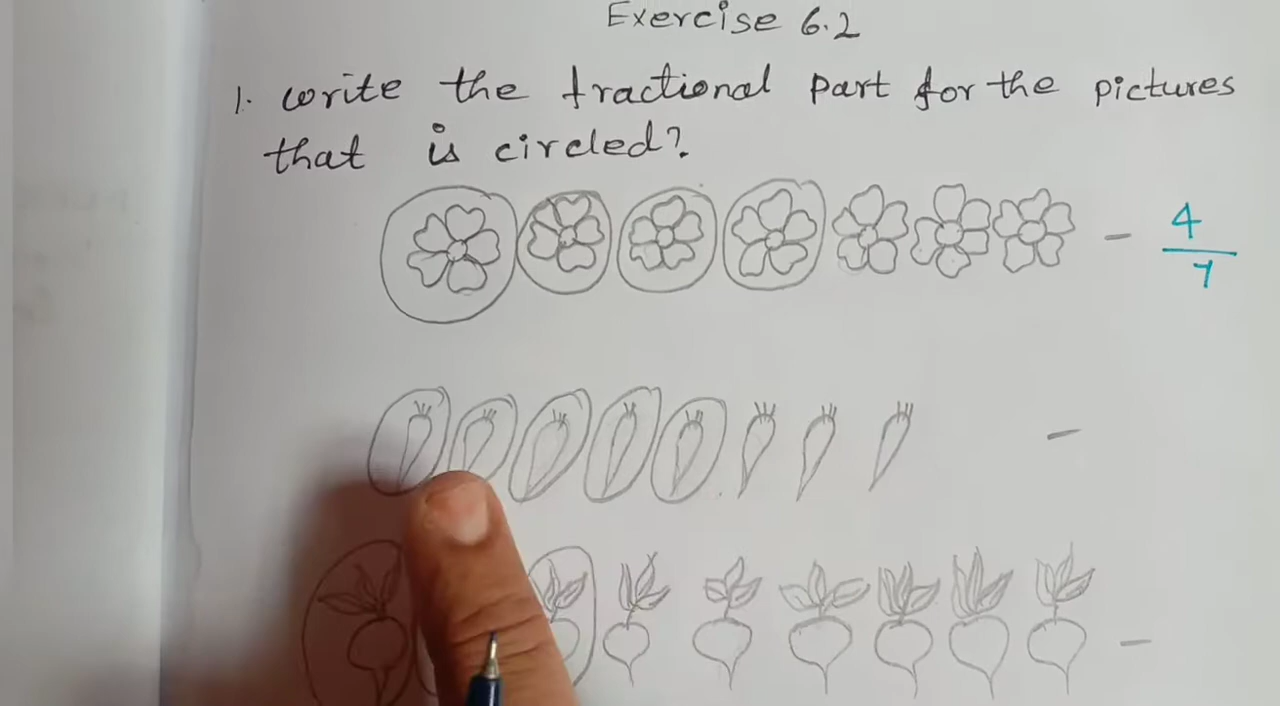 Exercise 6.2
1. Write the fractional part for the pictures
that is circled?
- 4/7
-
-